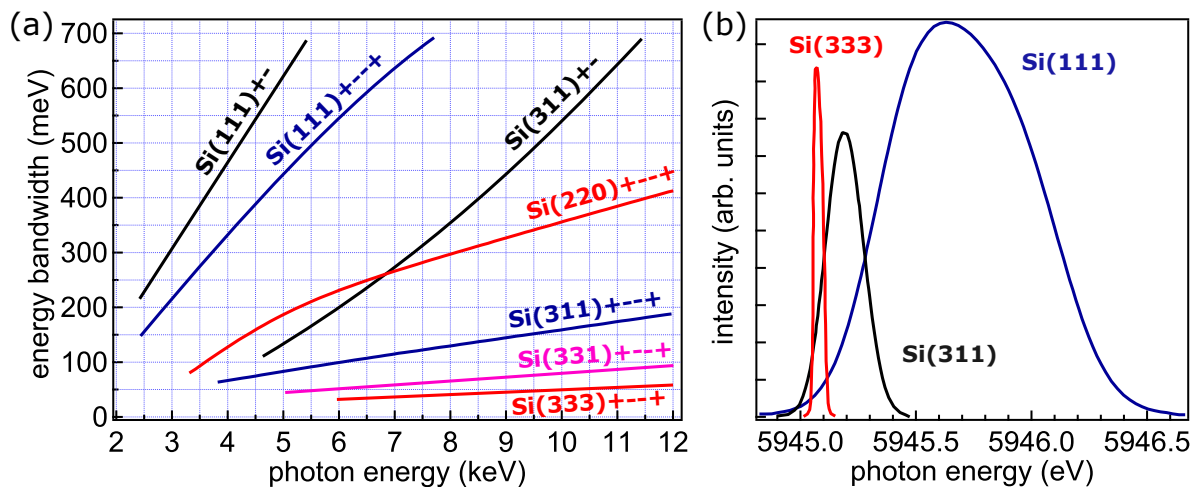 (a)
energy bandwidth (meV)
700
600
500
400
300
200
100
0
Si(111)+-
Si(111)+---+
Si(311)+-
Si(220)+---+
Si(311)+---+
Si(331)+---+
Si(333)+---+
2 3 4 5 6 7 8 9 10 11 12
photon energy (keV)
(b)
intensity (arb. units)
Si(333)
Si(111)
Si(311)
5945.0 5945.5 5946.0 5946.5
photon energy (eV)